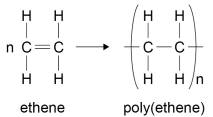 H H H H
n C = C → C — C
H H H H n
ethene poly(ethene)